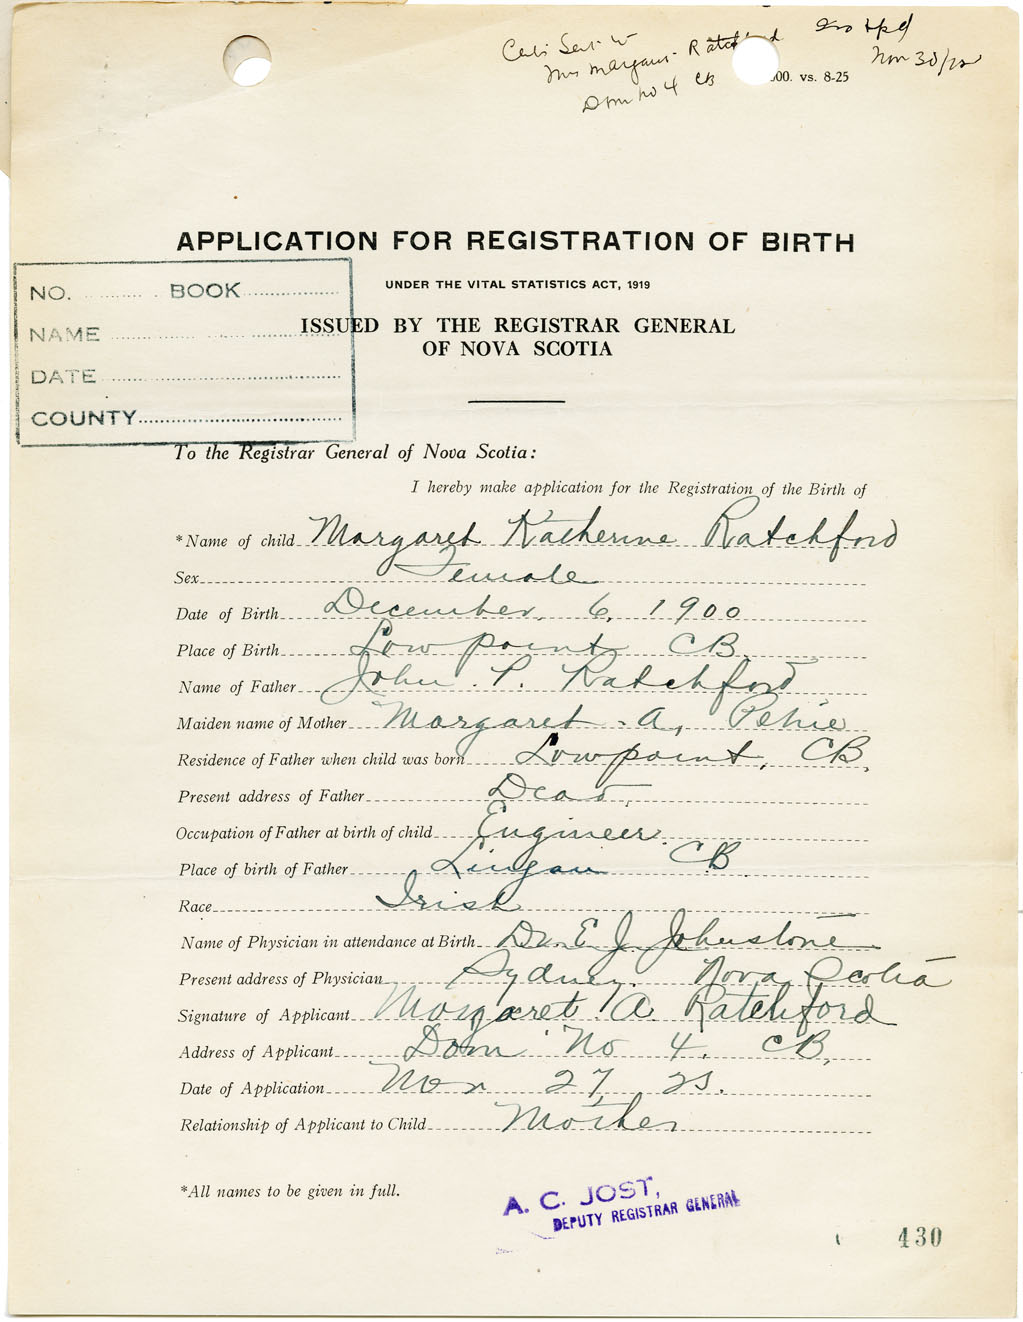 Mrs Margaret Ratchford
Dom No 4 CB
Nov 30/25
00. vs. 8-25
APPLICATION FOR REGISTRATION OF BIRTH
UNDER THE VITAL STATISTICS ACT, 1919
ISSUED BY THE REGISTRAR GENERAL
OF NOVA SCOTIA
NO. BOOK
NAME
DATE
COUNTY
To the Registrar General of Nova Scotia:
I hereby make application for the Registration of the Birth of
*Name of child Margaret Katherine Ratchford
Sex Female
Date of Birth December, 6, 1900
Place of Birth Lowpoint CB
Name of Father John P. Ratchford
Maiden name of Mother Margaret A, Petrie
Residence of Father when child was born Lowpoint, CB,
Present address of Father Dead,
Occupation of Father at birth of child Engineer.
Place of birth of Father Lingan CB
Race Irish
Name of Physician in attendance at Birth Dr. E J. Johnstone
Present address of Physician Sydney. Nova Scotia
Signature of Applicant Margaret A. Ratchford
Address of Applicant Dom No 4. CB,
Date of Application Nov 27, 25.
Relationship of Applicant to Child Mother
*All names to be given in full.
A. C. JOST,
DEPUTY REGISTRAR GENERAL
430